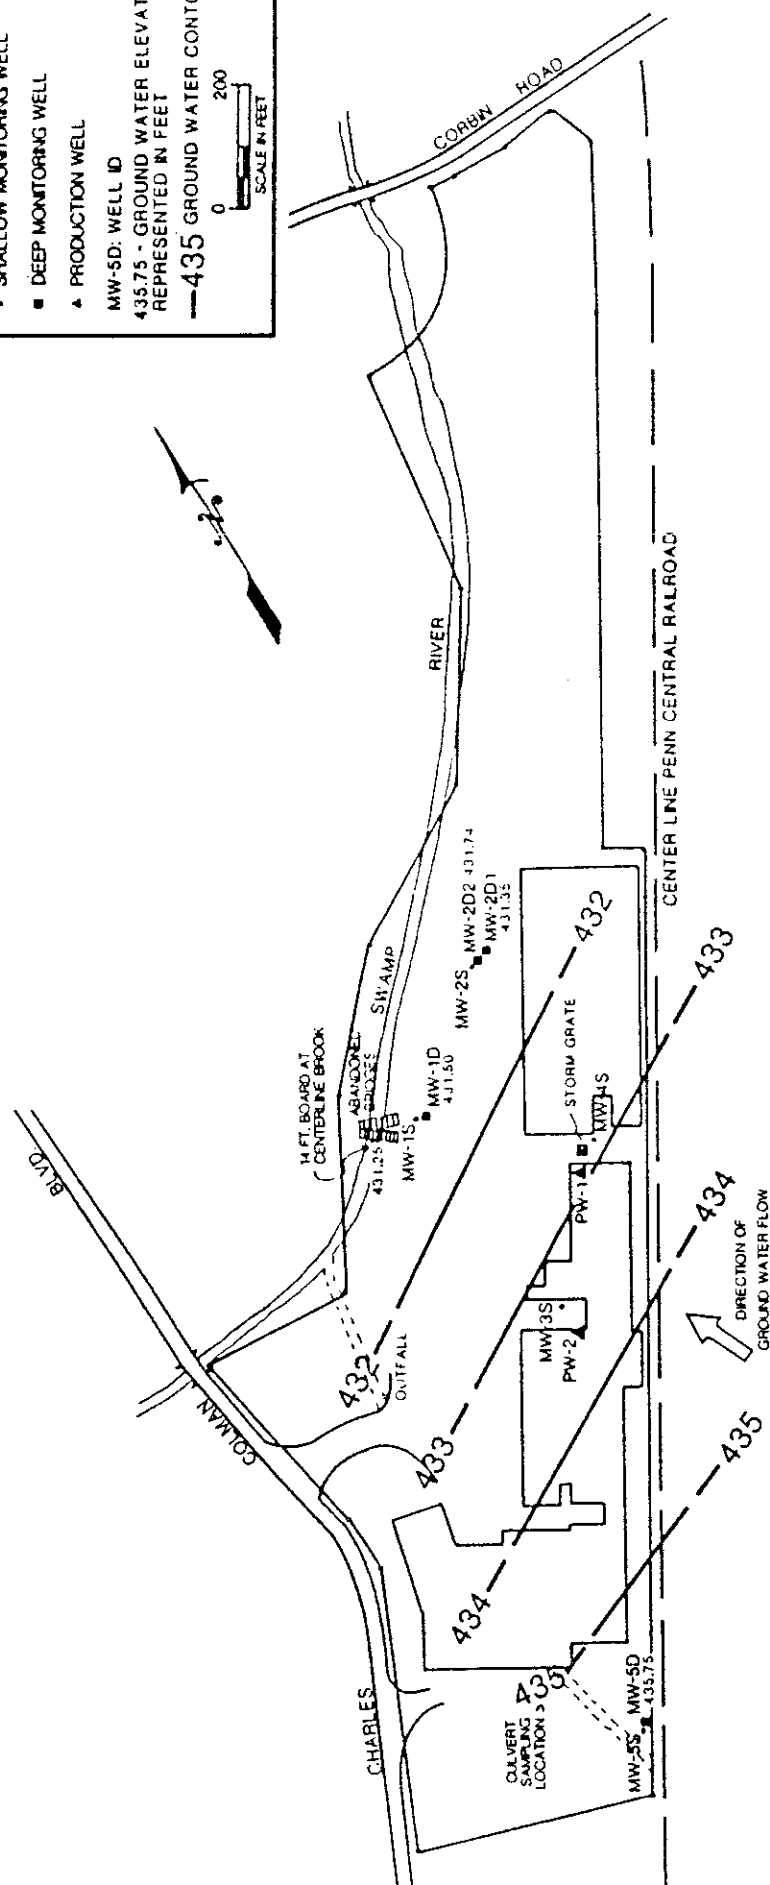 SHALLOW MONITORING WELL
■ DEEP MONITORING WELL
▲ PRODUCTION WELL
MW-5D: WELL ID
435.75 - GROUND WATER ELEVAT
REPRESENTED IN FEET
435 GROUND WATER CONTO
0 200
SCALE IN FEET
CORBIN ROAD
RIVER
SWAMP
14 FT. BOARD AT
CENTERLINE BROOK
ABANDONED
BRIDGES
431.25
MW-1S
MW-1D
431.50
MW-2S
MW-2D2 431.74
MW-2D1
431.35
CENTER LINE PENN CENTRAL RAILROAD
432
433
STORM GRATE
MW-4S
PW-1
MW-3S
PW-2
434
DIRECTION OF
GROUND WATER FLOW
435
BLVD
COLMAN
CHARLES
432
OUTFALL
433
434
435
CULVERT
SAMPLING
LOCATION 5
MW-5S
MW-5D
435.75